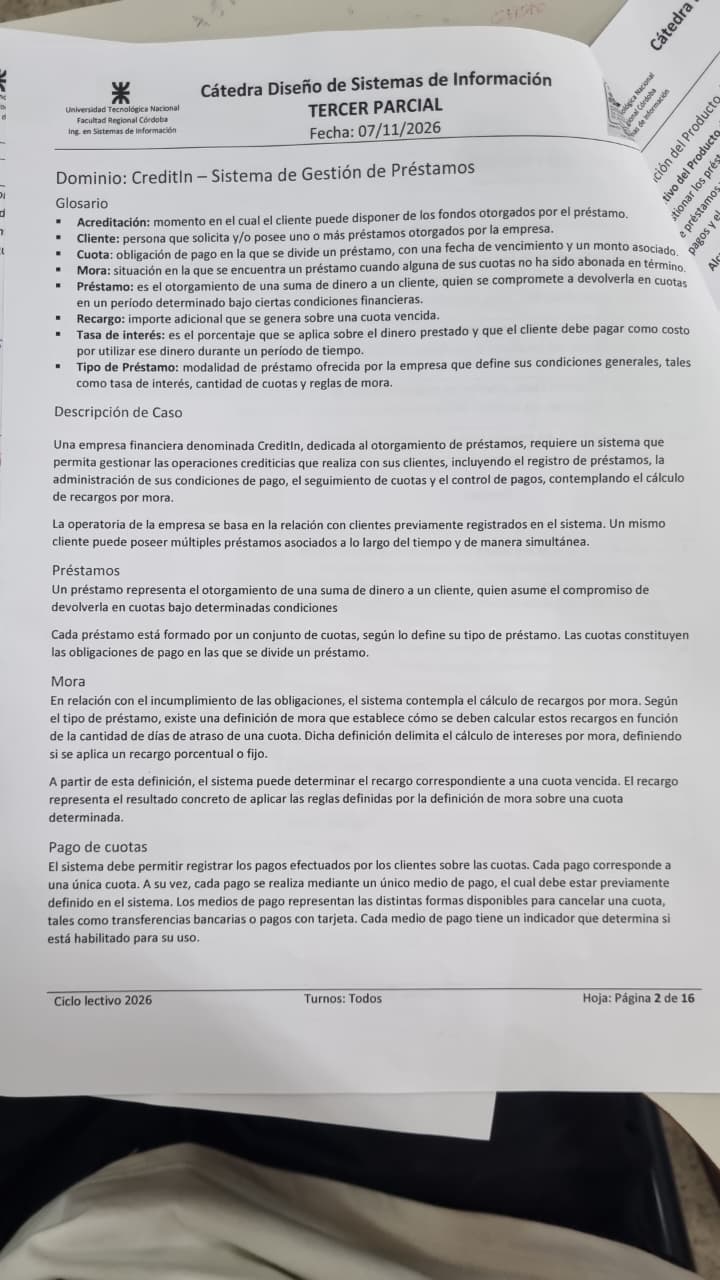 Universidad Tecnológica Nacional
Facultad Regional Córdoba
Ing. en Sistemas de Información
Cátedra Diseño de Sistemas de Información
TERCER PARCIAL
Fecha: 07/11/2026
Dominio: CreditIn – Sistema de Gestión de Préstamos
Glosario
▪ Acreditación: momento en el cual el cliente puede disponer de los fondos otorgados por el préstamo.
▪ Cliente: persona que solicita y/o posee uno o más préstamos otorgados por la empresa.
▪ Cuota: obligación de pago en la que se divide un préstamo, con una fecha de vencimiento y un monto asociado.
▪ Mora: situación en la que se encuentra un préstamo cuando alguna de sus cuotas no ha sido abonada en término.
▪ Préstamo: es el otorgamiento de una suma de dinero a un cliente, quien se compromete a devolverla en cuotas
en un período determinado bajo ciertas condiciones financieras.
▪ Recargo: importe adicional que se genera sobre una cuota vencida.
▪ Tasa de interés: es el porcentaje que se aplica sobre el dinero prestado y que el cliente debe pagar como costo
por utilizar ese dinero durante un período de tiempo.
▪ Tipo de Préstamo: modalidad de préstamo ofrecida por la empresa que define sus condiciones generales, tales
como tasa de interés, cantidad de cuotas y reglas de mora.
Descripción de Caso
Una empresa financiera denominada CreditIn, dedicada al otorgamiento de préstamos, requiere un sistema que
permita gestionar las operaciones crediticias que realiza con sus clientes, incluyendo el registro de préstamos, la
administración de sus condiciones de pago, el seguimiento de cuotas y el control de pagos, contemplando el cálculo
de recargos por mora.
La operatoria de la empresa se basa en la relación con clientes previamente registrados en el sistema. Un mismo
cliente puede poseer múltiples préstamos asociados a lo largo del tiempo y de manera simultánea.
Préstamos
Un préstamo representa el otorgamiento de una suma de dinero a un cliente, quien asume el compromiso de
devolverla en cuotas bajo determinadas condiciones
Cada préstamo está formado por un conjunto de cuotas, según lo define su tipo de préstamo. Las cuotas constituyen
las obligaciones de pago en las que se divide un préstamo.
Mora
En relación con el incumplimiento de las obligaciones, el sistema contempla el cálculo de recargos por mora. Según
el tipo de préstamo, existe una definición de mora que establece cómo se deben calcular estos recargos en función
de la cantidad de días de atraso de una cuota. Dicha definición delimita el cálculo de intereses por mora, definiendo
si se aplica un recargo porcentual o fijo.
A partir de esta definición, el sistema puede determinar el recargo correspondiente a una cuota vencida. El recargo
representa el resultado concreto de aplicar las reglas definidas por la definición de mora sobre una cuota
determinada.
Pago de cuotas
El sistema debe permitir registrar los pagos efectuados por los clientes sobre las cuotas. Cada pago corresponde a
una única cuota. A su vez, cada pago se realiza mediante un único medio de pago, el cual debe estar previamente
definido en el sistema. Los medios de pago representan las distintas formas disponibles para cancelar una cuota,
tales como transferencias bancarias o pagos con tarjeta. Cada medio de pago tiene un indicador que determina si
está habilitado para su uso.
Ciclo lectivo 2026
Turnos: Todos
Hoja: Página 2 de 16
Cátedra
ción del Producto
tivo del Producto
préstamos
pagos y el